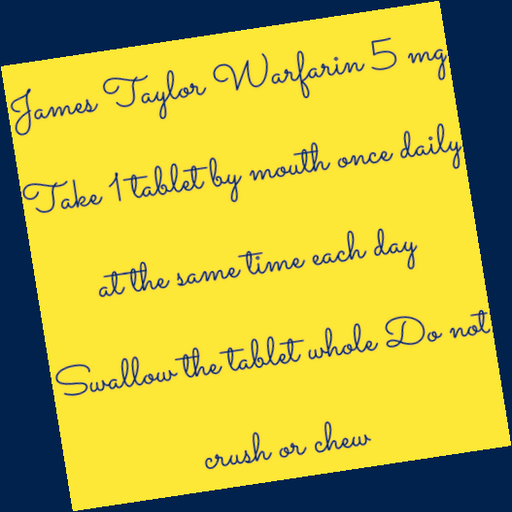 James Taylor Warfarin 5 mg
Take 1 tablet by mouth once daily
at the same time each day
Swallow the tablet whole Do not
crush or chew